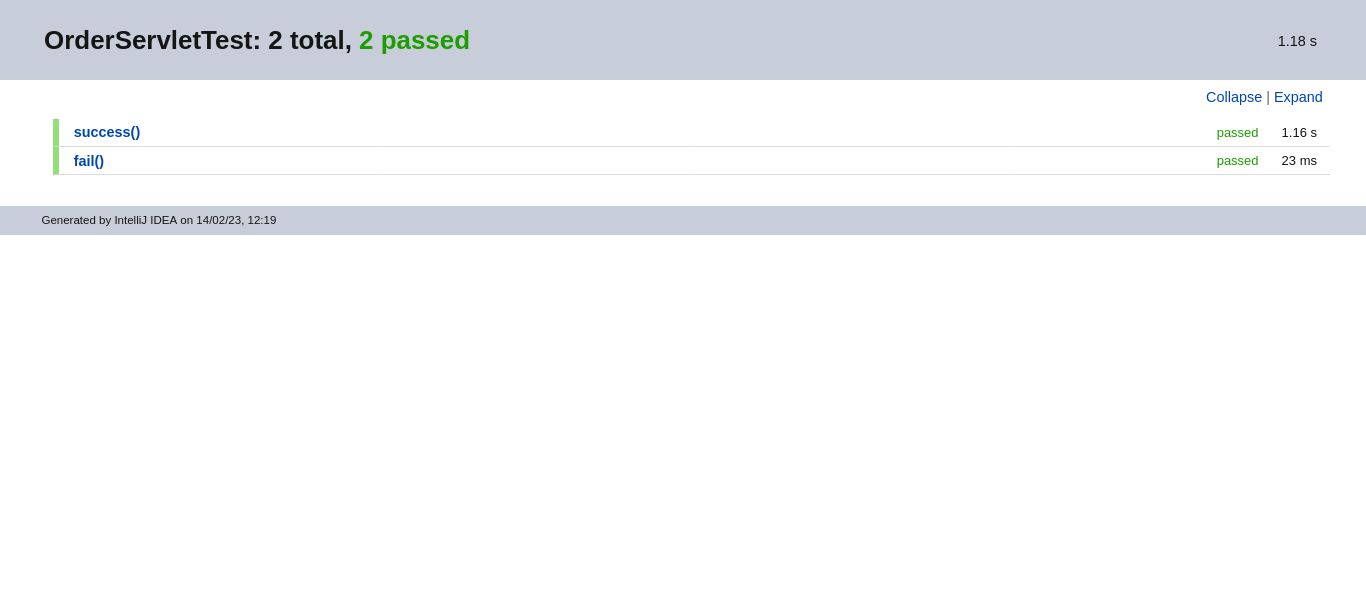 OrderServletTest: 2 total, 2 passed
1.18 s
Collapse | Expand
success() passed 1.16 s
fail() passed 23 ms
Generated by IntelliJ IDEA on 14/02/23, 12:19